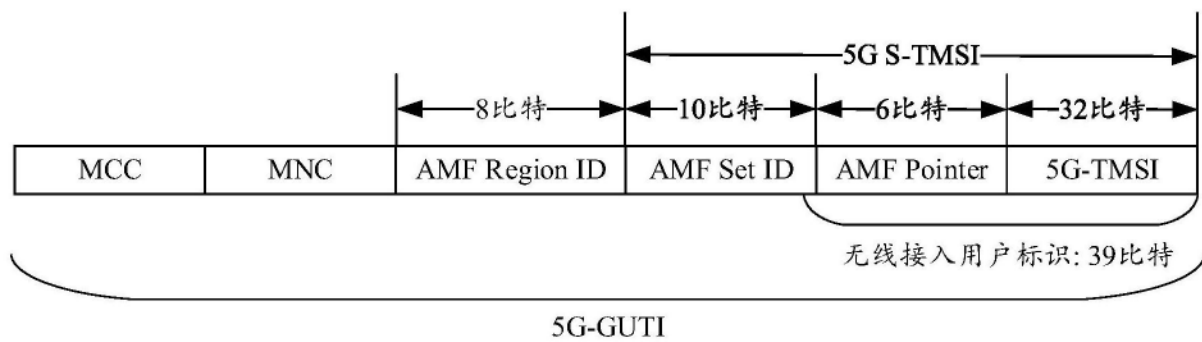 5G S-TMSI
8比特 10比特 6比特 32比特
MCC MNC AMF Region ID AMF Set ID AMF Pointer 5G-TMSI
无线接入用户标识: 39比特
5G-GUTI